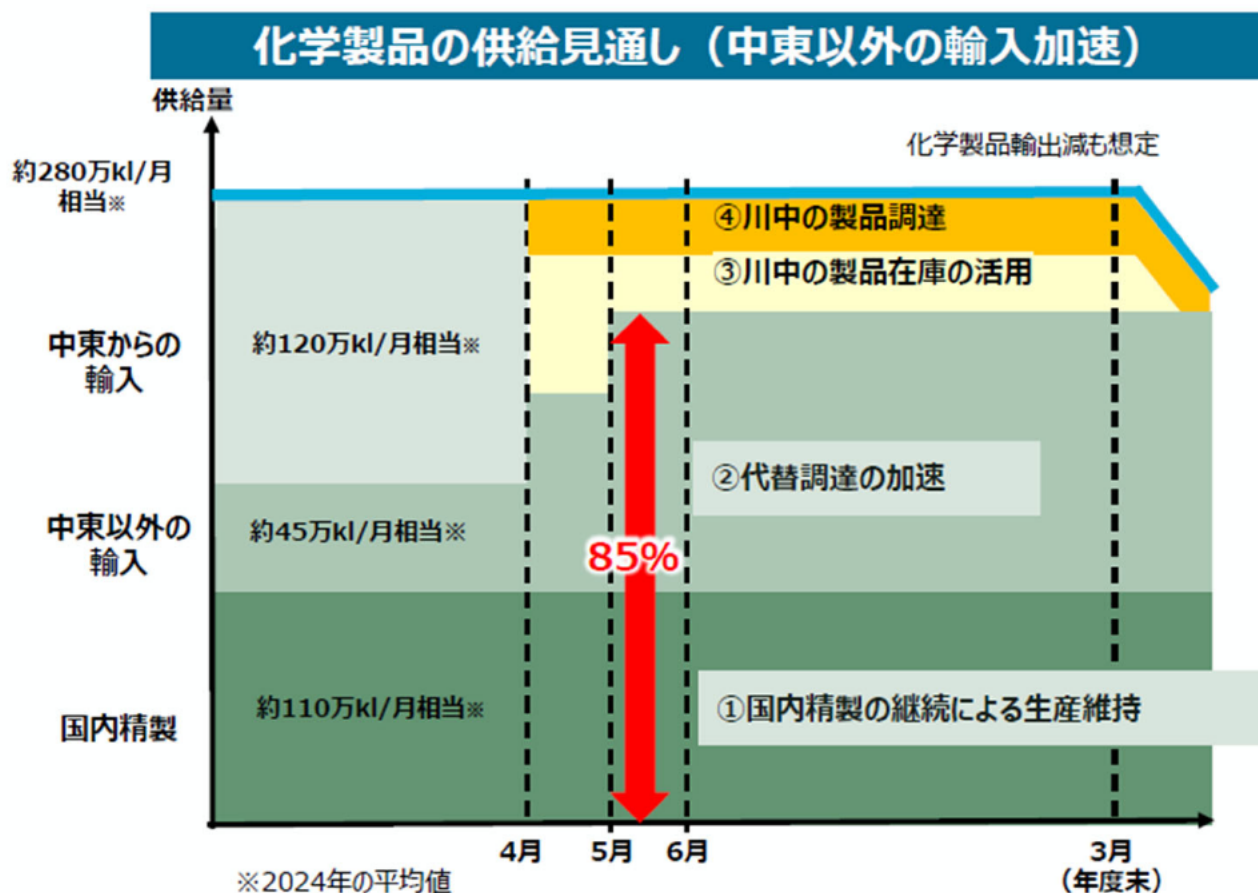 化学製品の供給見通し（中東以外の輸入加速）
供給量
約280万kl/月
相当※
化学製品輸出減も想定
④川中の製品調達
③川中の製品在庫の活用
中東からの
輸入
約120万kl/月相当※
②代替調達の加速
中東以外の
輸入
約45万kl/月相当※
85%
国内精製
約110万kl/月相当※
①国内精製の継続による生産維持
4月
5月
6月
3月
（年度末）
※2024年の平均値